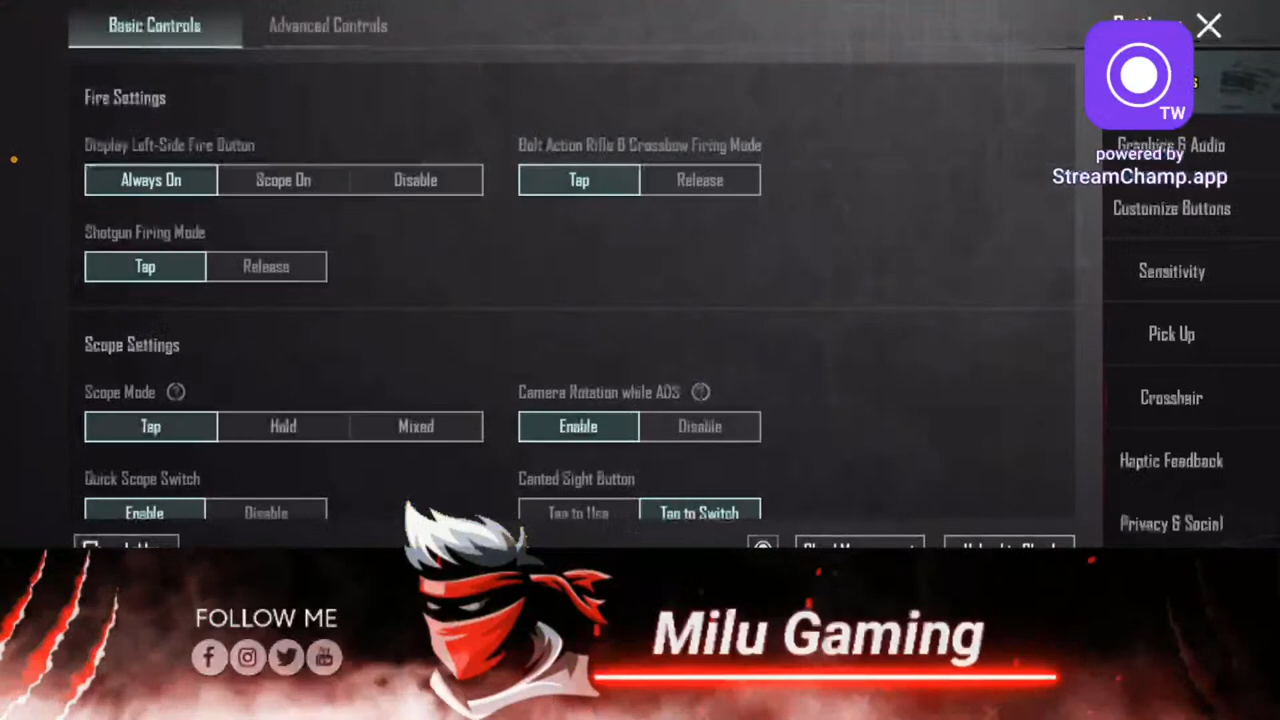 Basic Controls
Advanced Controls
Fire Settings
Display Left-Side Fire Button
Always On
Scope On
Disable
Bolt Action Rifle & Crossbow Firing Mode
Tap
Release
Shotgun Firing Mode
Tap
Release
Scope Settings
Scope Mode
Tap
Hold
Mixed
Camera Rotation while ADS
Enable
Disable
Quick Scope Switch
Enable
Disable
Canted Sight Button
Tap to Use
Tap to Switch
TW
powered by
StreamChamp.app
Graphics & Audio
Customize Buttons
Sensitivity
Pick Up
Crosshair
Haptic Feedback
Privacy & Social
FOLLOW ME
Milu Gaming